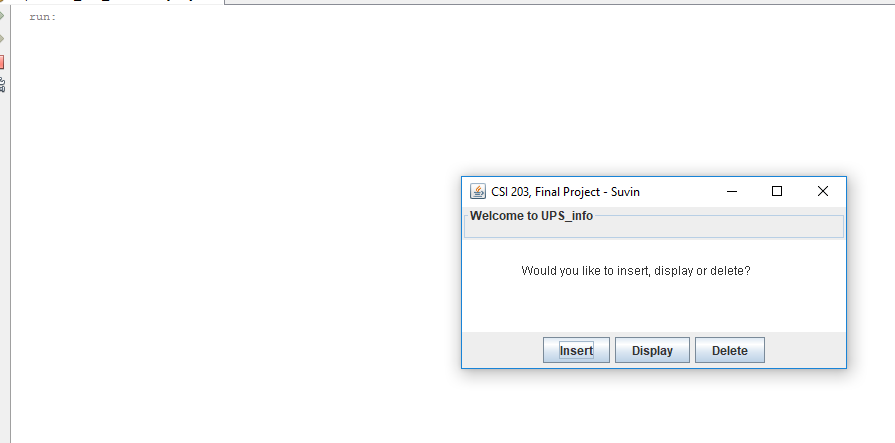 run:
CSI 203, Final Project - Suvin
Welcome to UPS_info
Would you like to insert, display or delete?
Insert Display Delete